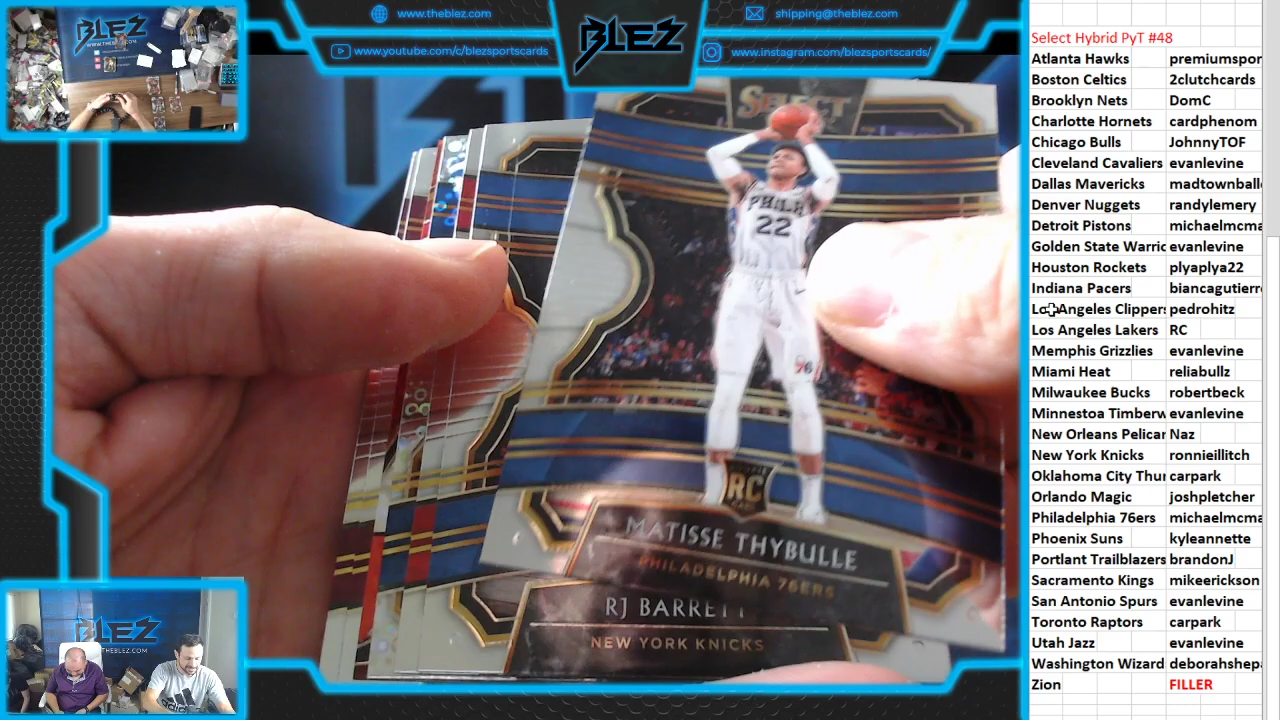 www.theblez.com
shipping@theblez.com
BLEZ
www.youtube.com/c/blezsportscards
www.instagram.com/blezsportscards/
SELECT
PHILA
22
RC
MATISSE THYBULLE
PHILADELPHIA 76ERS
RJ BARRETT
NEW YORK KNICKS
BLEZ
.COM
Select Hybrid PyT #48
Atlanta Hawks premiumspor
Boston Celtics 2clutchcards
Brooklyn Nets DomC
Charlotte Hornets cardphenom
Chicago Bulls JohnnyTOF
Cleveland Cavaliers evanlevine
Dallas Mavericks madtownball
Denver Nuggets randylemery
Detroit Pistons michaelmcma
Golden State Warric evanlevine
Houston Rockets plyaplya22
Indiana Pacers biancagutierre
Los Angeles Clippers pedrohitz
Los Angeles Lakers RC
Memphis Grizzlies evanlevine
Miami Heat reliabullz
Milwaukee Bucks robertbeck
Minnestoa Timberw evanlevine
New Orleans Pelicar Naz
New York Knicks ronnieillitch
Oklahoma City Thu carpark
Orlando Magic joshpletcher
Philadelphia 76ers michaelmcma
Phoenix Suns kyleannette
Portlant Trailblazers brandonJ
Sacramento Kings mikeerickson
San Antonio Spurs evanlevine
Toronto Raptors carpark
Utah Jazz evanlevine
Washington Wizard deborahshepa
Zion FILLER